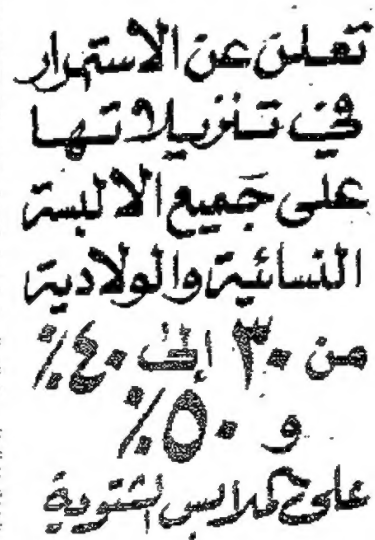 تعلن عن الاستمرار
في تنزيلاتها
على جميع الالبسة
النسائية والولادية
من ٣٠ إلى ٤٠٪
و ٥٠٪
على الملابس الشتوية